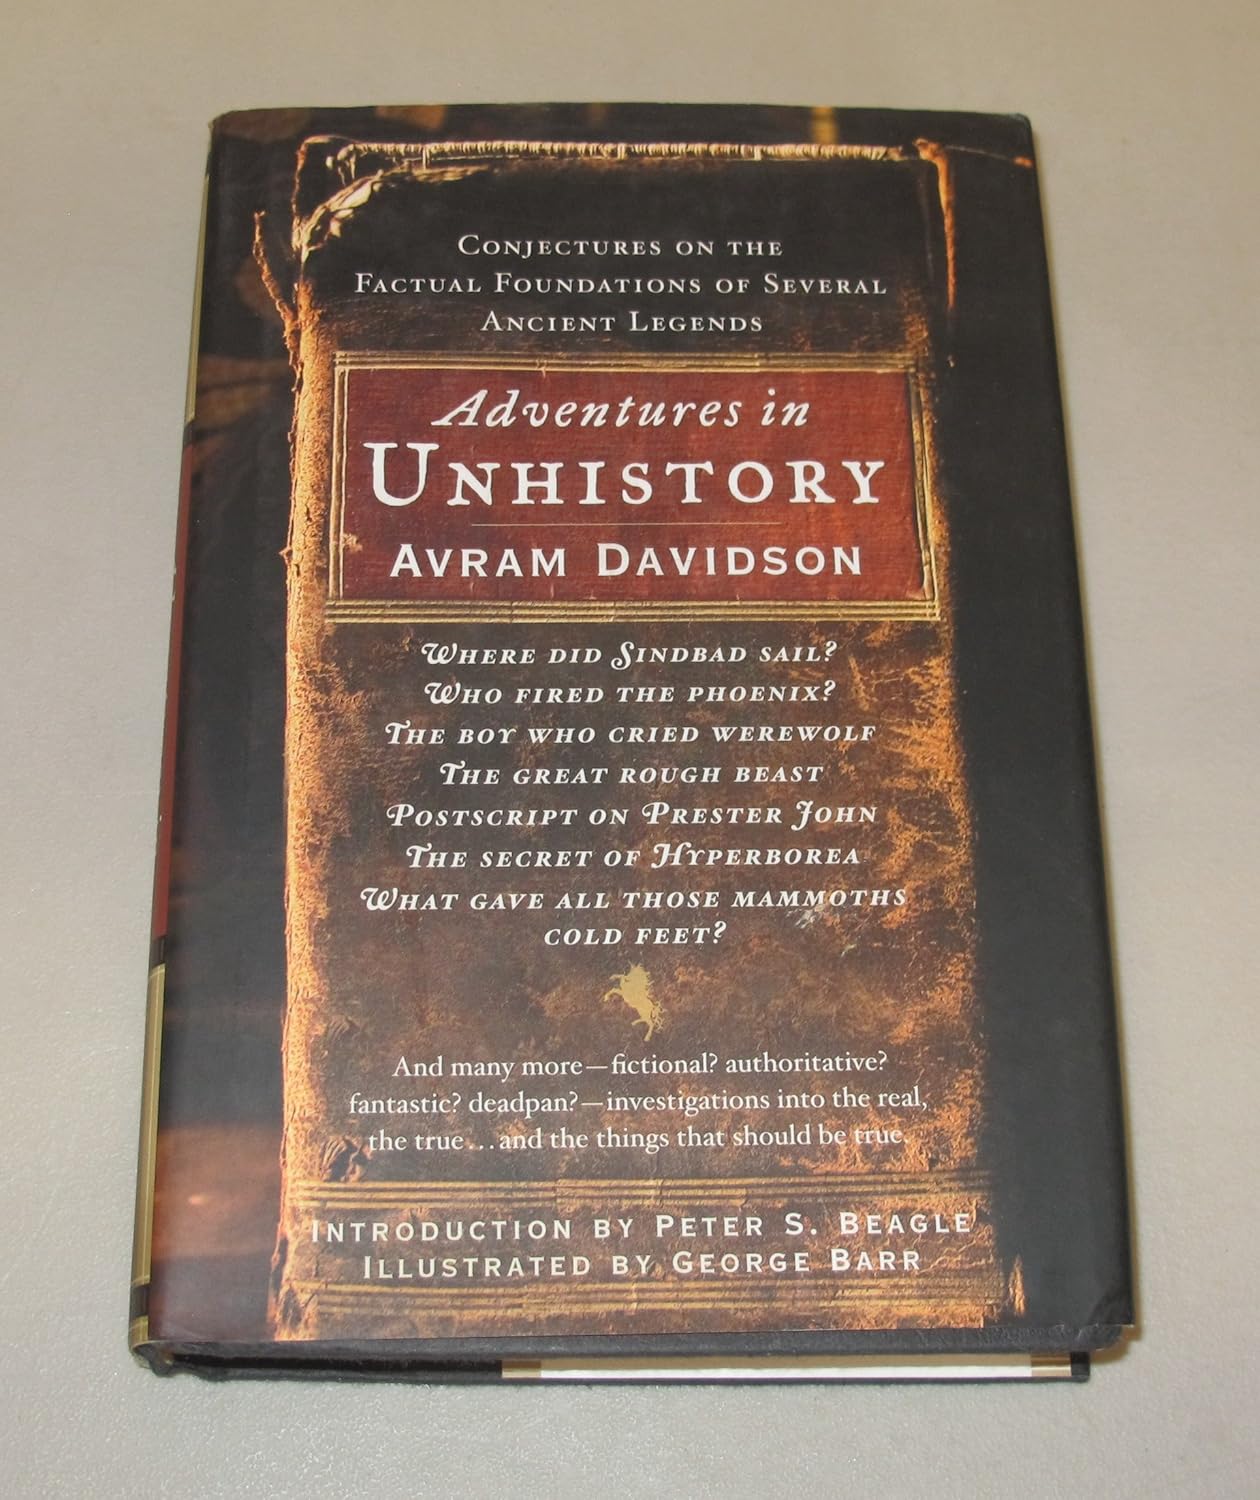 Conjectures on the
Factual Foundations of Several
Ancient Legends
Adventures in
Unhistory
Avram Davidson
Where did Sindbad sail?
Who fired the phoenix?
The boy who cried werewolf
The great rough beast
Postscript on Prester John
The secret of Hyperborea
What gave all those mammoths
cold feet?
And many more—fictional? authoritative?
fantastic? deadpan?—investigations into the real,
the true...and the things that should be true.
Introduction by Peter S. Beagle
Illustrated by George Barr